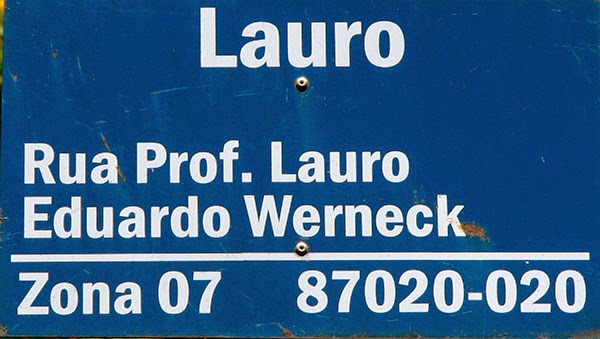 Lauro
Rua Prof. Lauro
Eduardo Werneck
Zona 07 87020-020